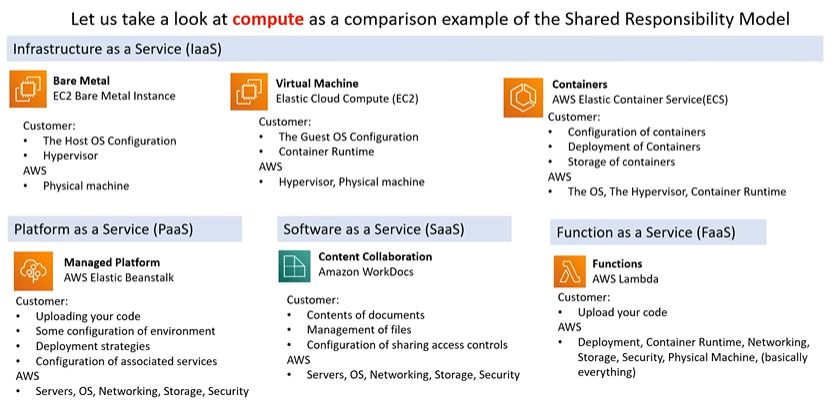 Let us take a look at compute as a comparison example of the Shared Responsibility Model
Infrastructure as a Service (IaaS)
Bare Metal
EC2 Bare Metal Instance
Customer:
• The Host OS Configuration
• Hypervisor
AWS
• Physical machine
Virtual Machine
Elastic Cloud Compute (EC2)
Customer:
• The Guest OS Configuration
• Container Runtime
AWS
• Hypervisor, Physical machine
Containers
AWS Elastic Container Service(ECS)
Customer:
• Configuration of containers
• Deployment of Containers
• Storage of containers
AWS
• The OS, The Hypervisor, Container Runtime
Platform as a Service (PaaS)
Managed Platform
AWS Elastic Beanstalk
Customer:
• Uploading your code
• Some configuration of environment
• Deployment strategies
• Configuration of associated services
AWS
• Servers, OS, Networking, Storage, Security
Software as a Service (SaaS)
Content Collaboration
Amazon WorkDocs
Customer:
• Contents of documents
• Management of files
• Configuration of sharing access controls
AWS
• Servers, OS, Networking, Storage, Security
Function as a Service (FaaS)
Functions
AWS Lambda
Customer:
• Upload your code
AWS
• Deployment, Container Runtime, Networking,
Storage, Security, Physical Machine, (basically
everything)